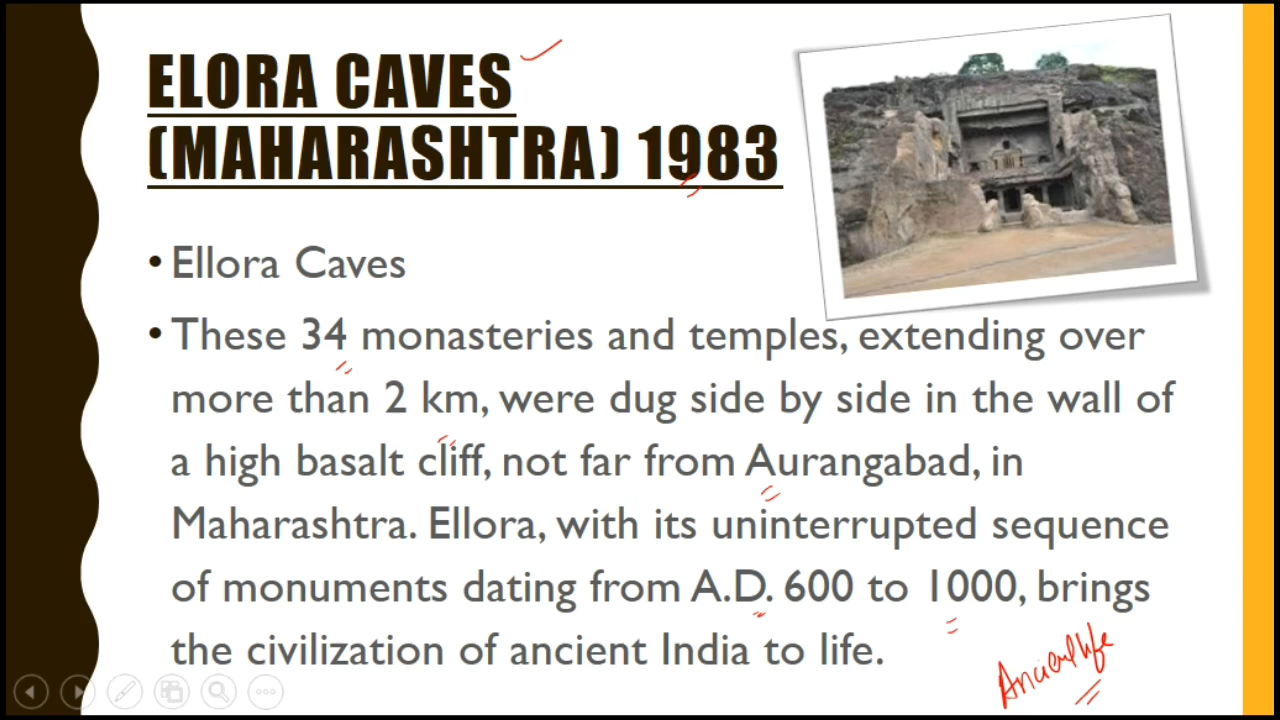 ELORA CAVES
(MAHARASHTRA) 1983
• Ellora Caves
• These 34 monasteries and temples, extending over
more than 2 km, were dug side by side in the wall of
a high basalt cliff, not far from Aurangabad, in
Maharashtra. Ellora, with its uninterrupted sequence
of monuments dating from A.D. 600 to 1000, brings
the civilization of ancient India to life.
Ancient life